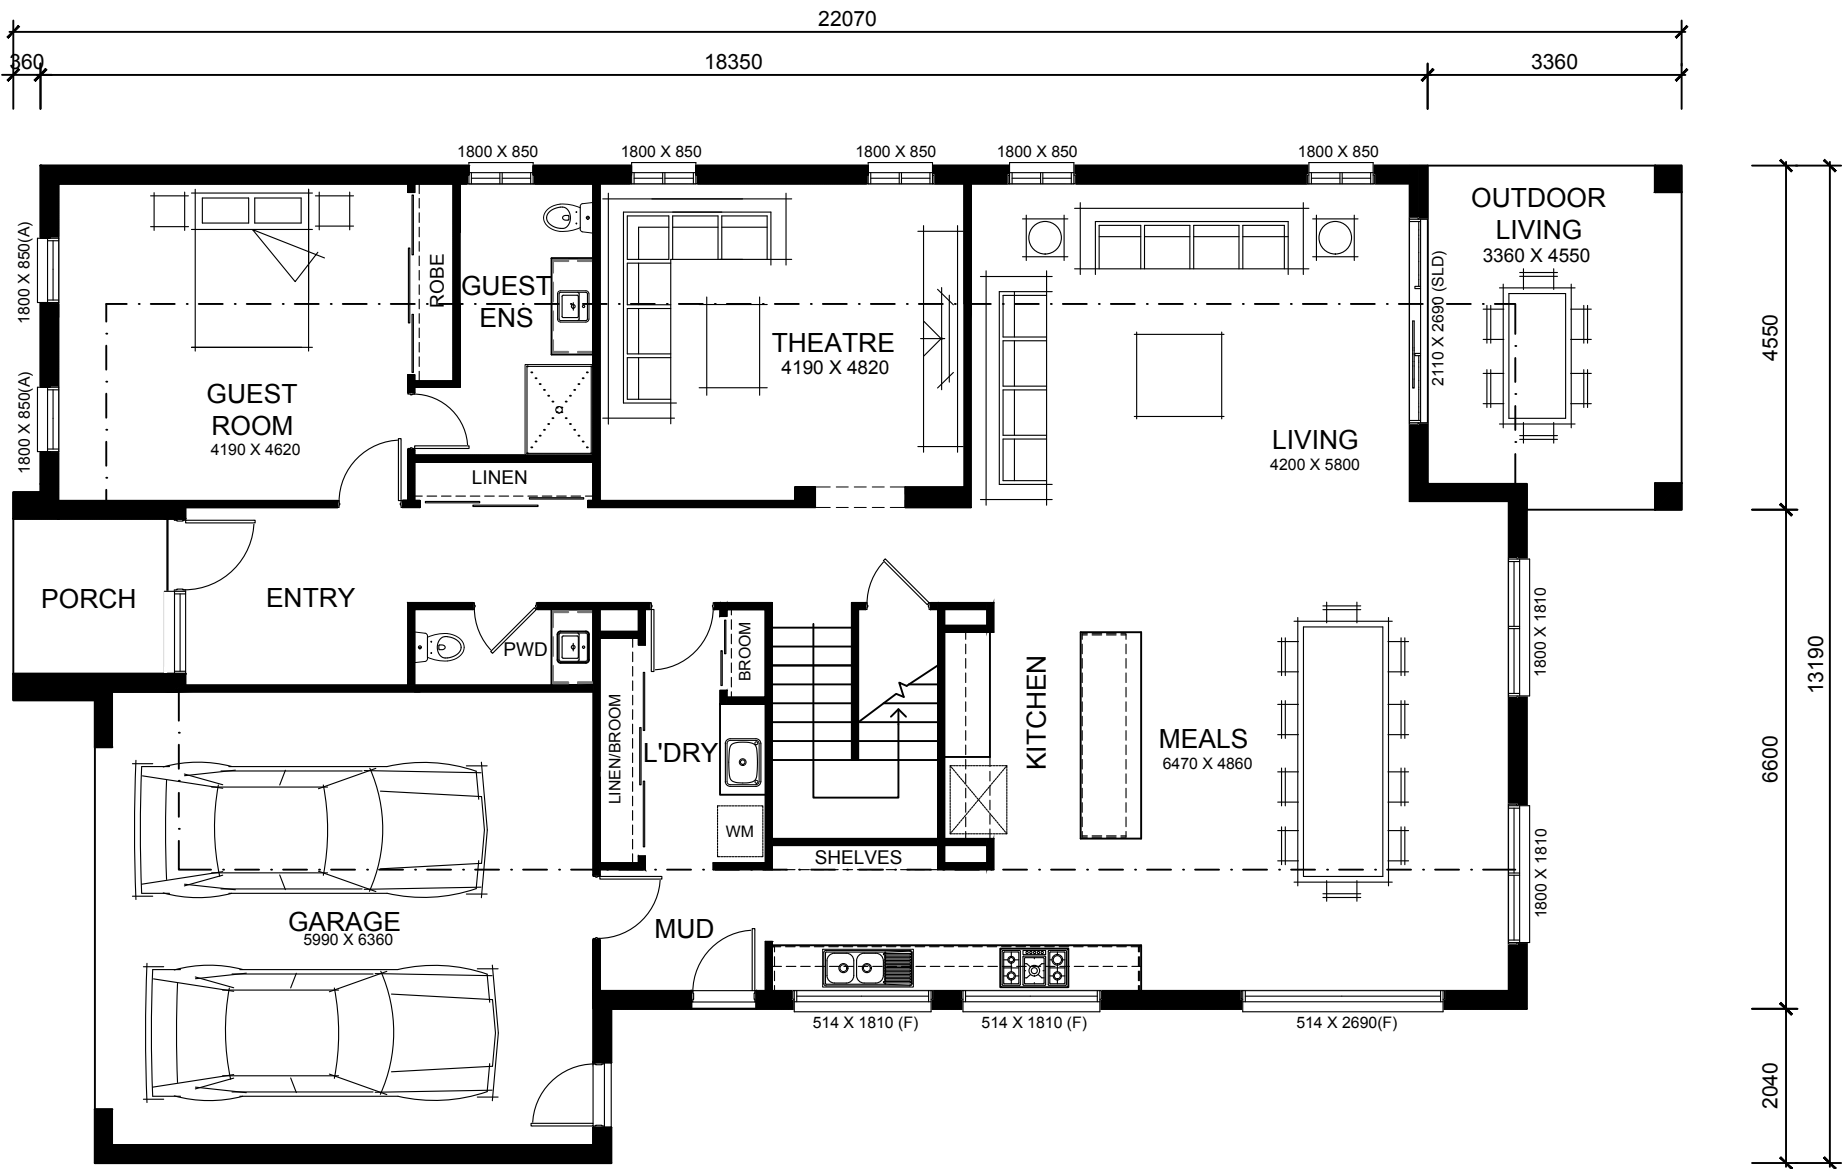 22070
360
18350
3360
1800 X 850
1800 X 850
1800 X 850
1800 X 850
1800 X 850
OUTDOOR
LIVING
3360 X 4550
1800 X 850(A)
ROBE
GUEST
ENS
2110 X 2690 (SLD)
4550
THEATRE
4190 X 4820
GUEST
ROOM
4190 X 4620
1800 X 850(A)
LIVING
4200 X 5800
LINEN
PORCH
ENTRY
PWD
BROOM
1800 X 1810
13190
LINEN/BROOM
L'DRY
KITCHEN
MEALS
6470 X 4860
6600
WM
SHELVES
1800 X 1810
GARAGE
5990 X 6360
MUD
514 X 1810 (F)
514 X 1810 (F)
514 X 2690(F)
2040